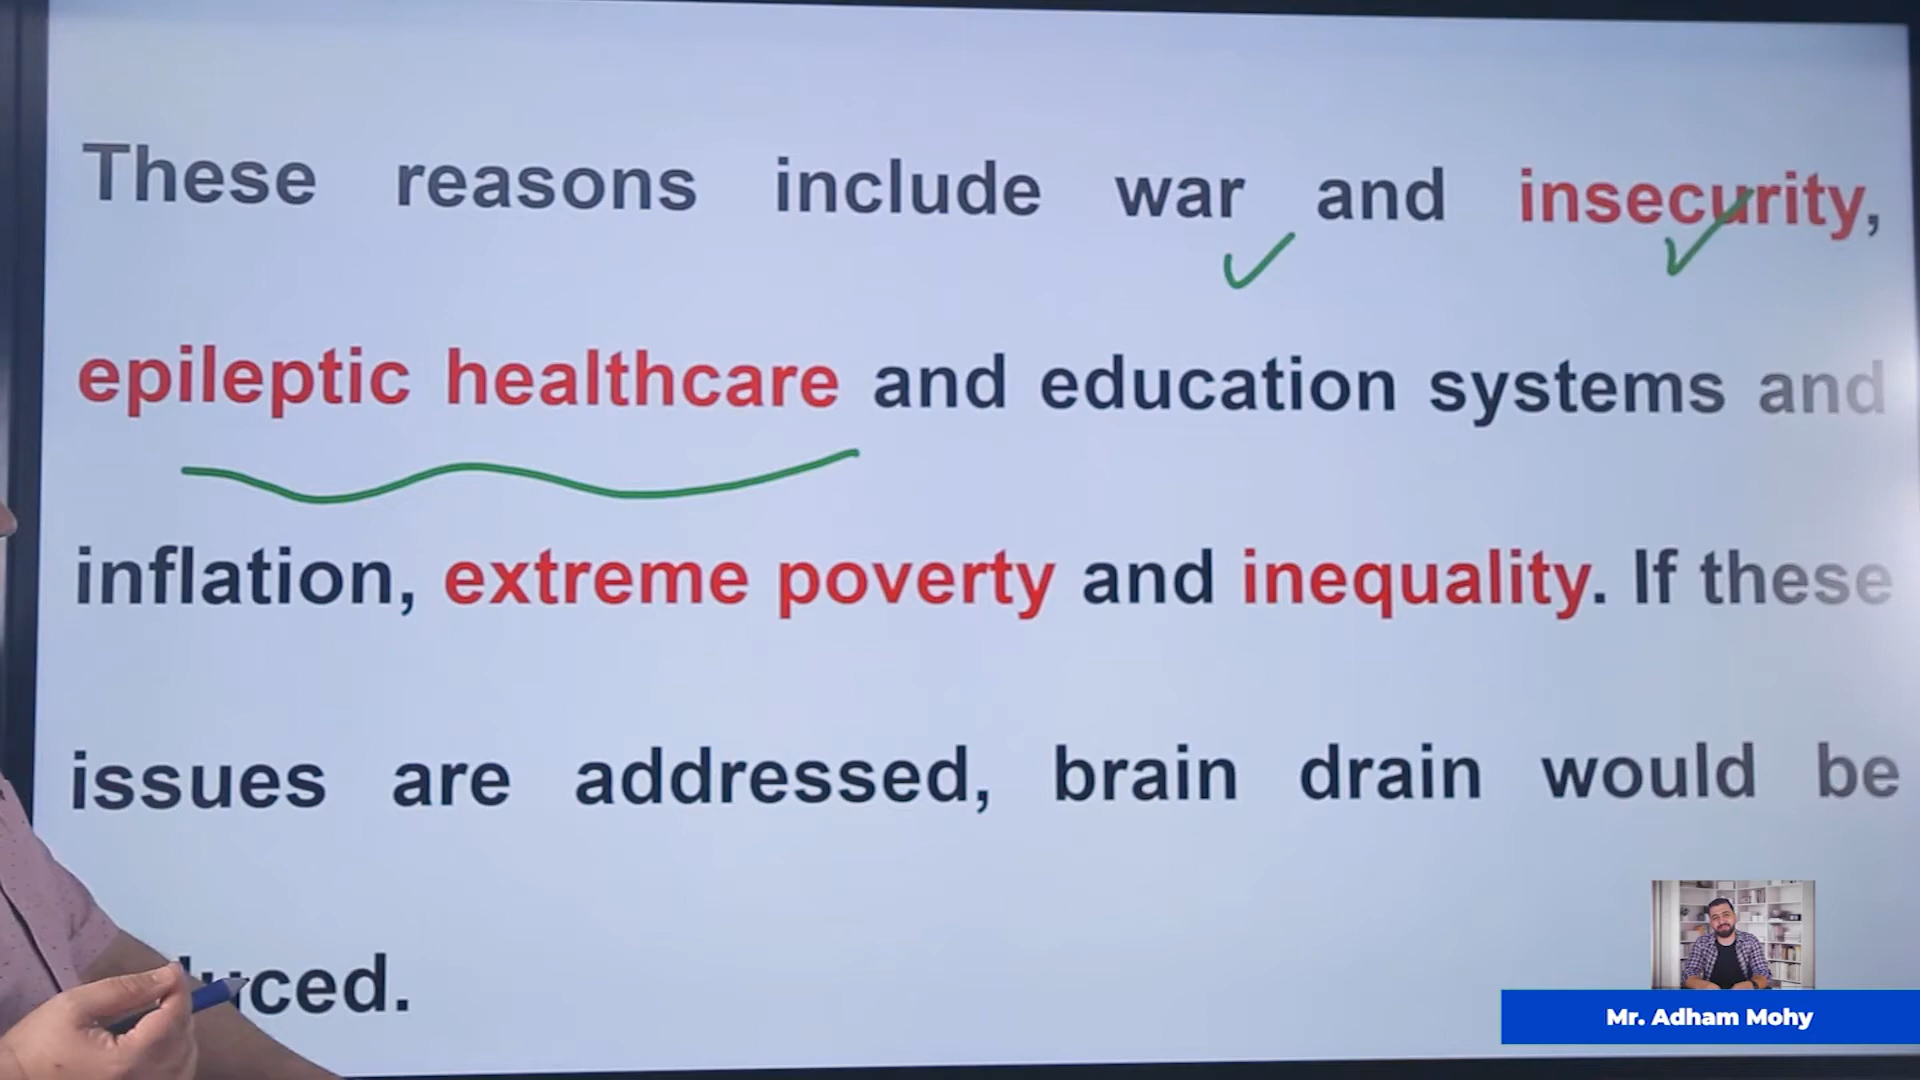 These reasons include war and insecurity,
epileptic healthcare and education systems and
inflation, extreme poverty and inequality. If these
issues are addressed, brain drain would be
Mr. Adham Mohy